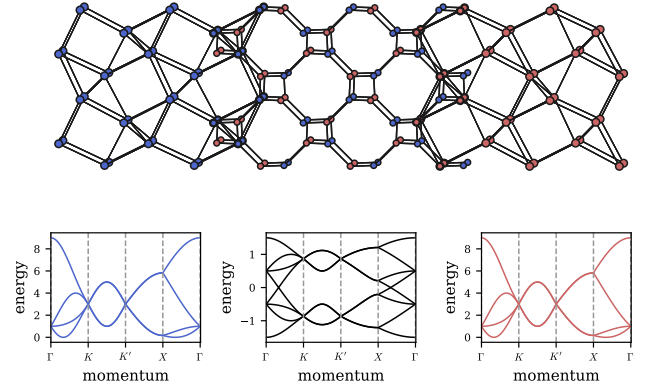 energy
8
6
4
2
0
Γ
K
K′
X
Γ
momentum
energy
1
0
−1
Γ
K
K′
X
Γ
momentum
energy
8
6
4
2
0
Γ
K
K′
X
Γ
momentum